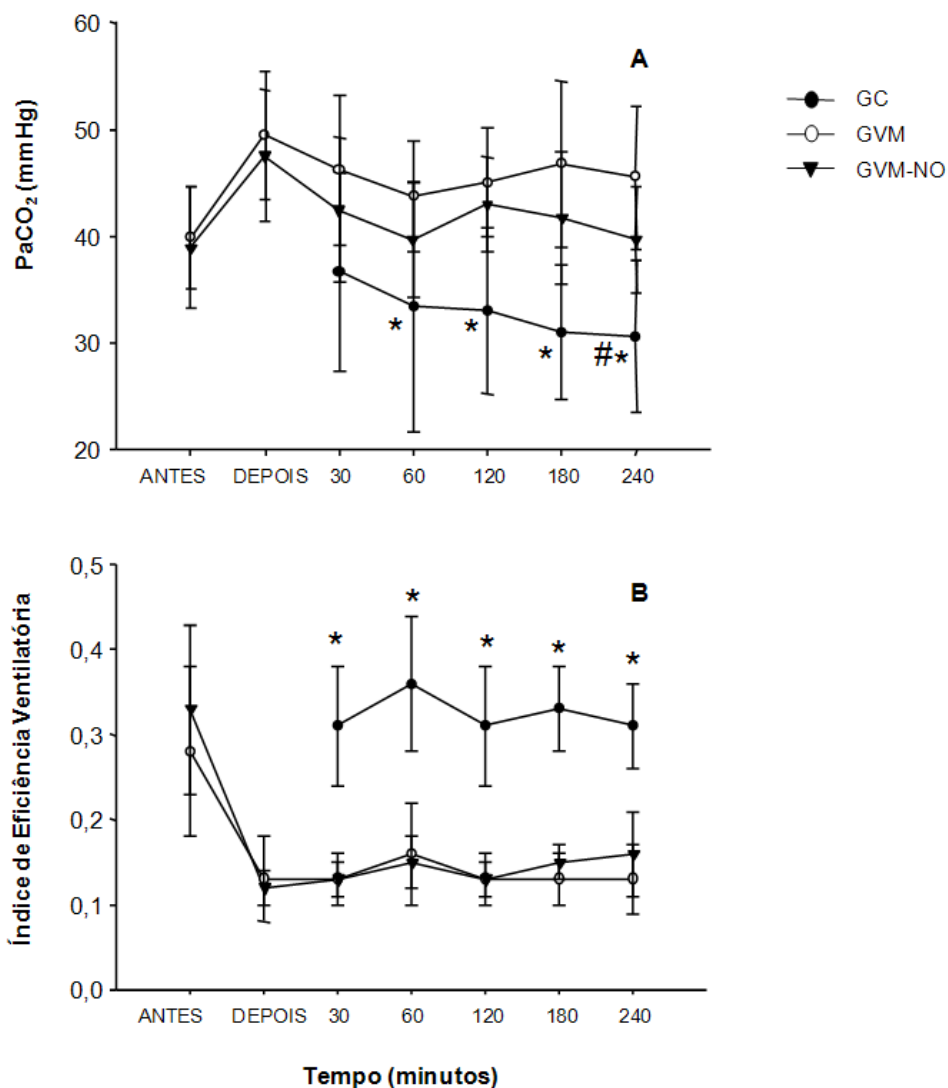 60
50
40
30
20
PaCO₂ (mmHg)
A
* * * #*
ANTES DEPOIS 30 60 120 180 240
GC
GVM
GVM-NO
0,5
0,4
0,3
0,2
0,1
0,0
Índice de Eficiência Ventilatória
B
* * * * *
ANTES DEPOIS 30 60 120 180 240
Tempo (minutos)